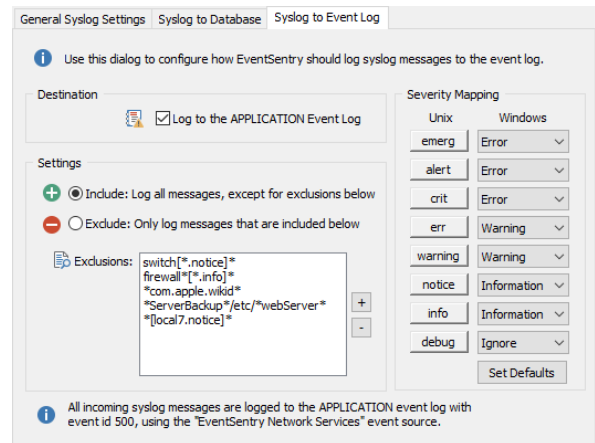 General Syslog Settings
Syslog to Database
Syslog to Event Log
Use this dialog to configure how EventSentry should log syslog messages to the event log.
Destination
Log to the APPLICATION Event Log
Settings
Include: Log all messages, except for exclusions below
Exclude: Only log messages that are included below
Exclusions:
switch[*.notice]*
firewall*[*.info]*
*com.apple.wikid*
*ServerBackup*/etc/*webServer*
*[local7.notice]*
+
-
Severity Mapping
Unix Windows
emerg Error
alert Error
crit Error
err Warning
warning Warning
notice Information
info Information
debug Ignore
Set Defaults
All incoming syslog messages are logged to the APPLICATION event log with
event id 500, using the "EventSentry Network Services" event source.